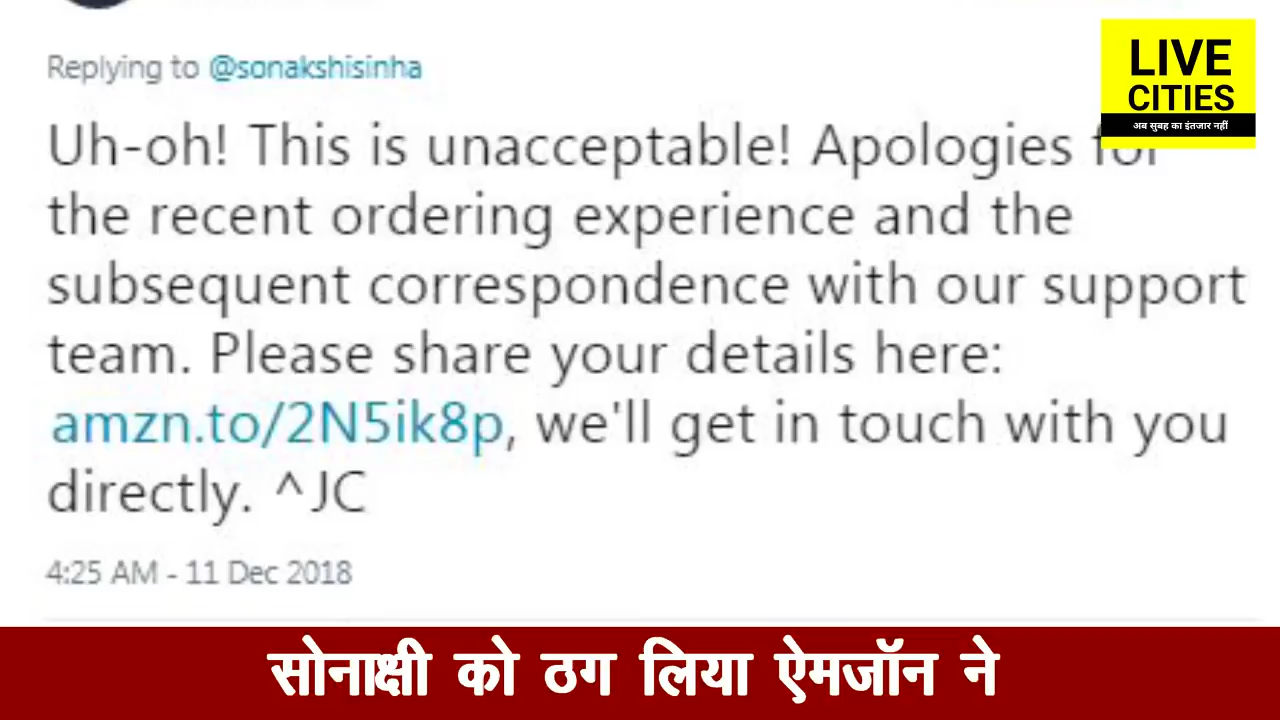 Replying to @sonakshisinha
LIVE
CITIES
अब सुबह का इंतजार नहीं
Uh-oh! This is unacceptable! Apologies for
the recent ordering experience and the
subsequent correspondence with our support
team. Please share your details here:
amzn.to/2N5ik8p, we'll get in touch with you
directly. ^JC
4:25 AM - 11 Dec 2018
सोनाक्षी को ठग लिया ऐमजॉन ने